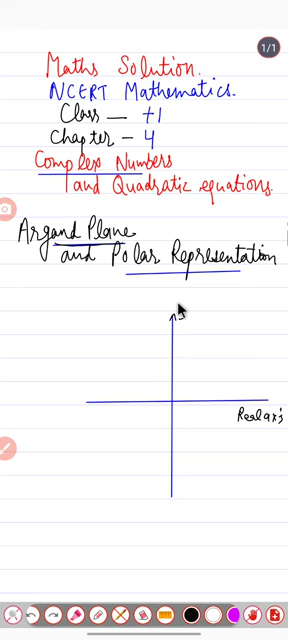 1/1
Maths Solution.
NCERT Mathematics.
Class — +1
Chapter – 4
Complex Numbers
and Quadratic equations.
Argand Plane
and Polar Representation
Real axis